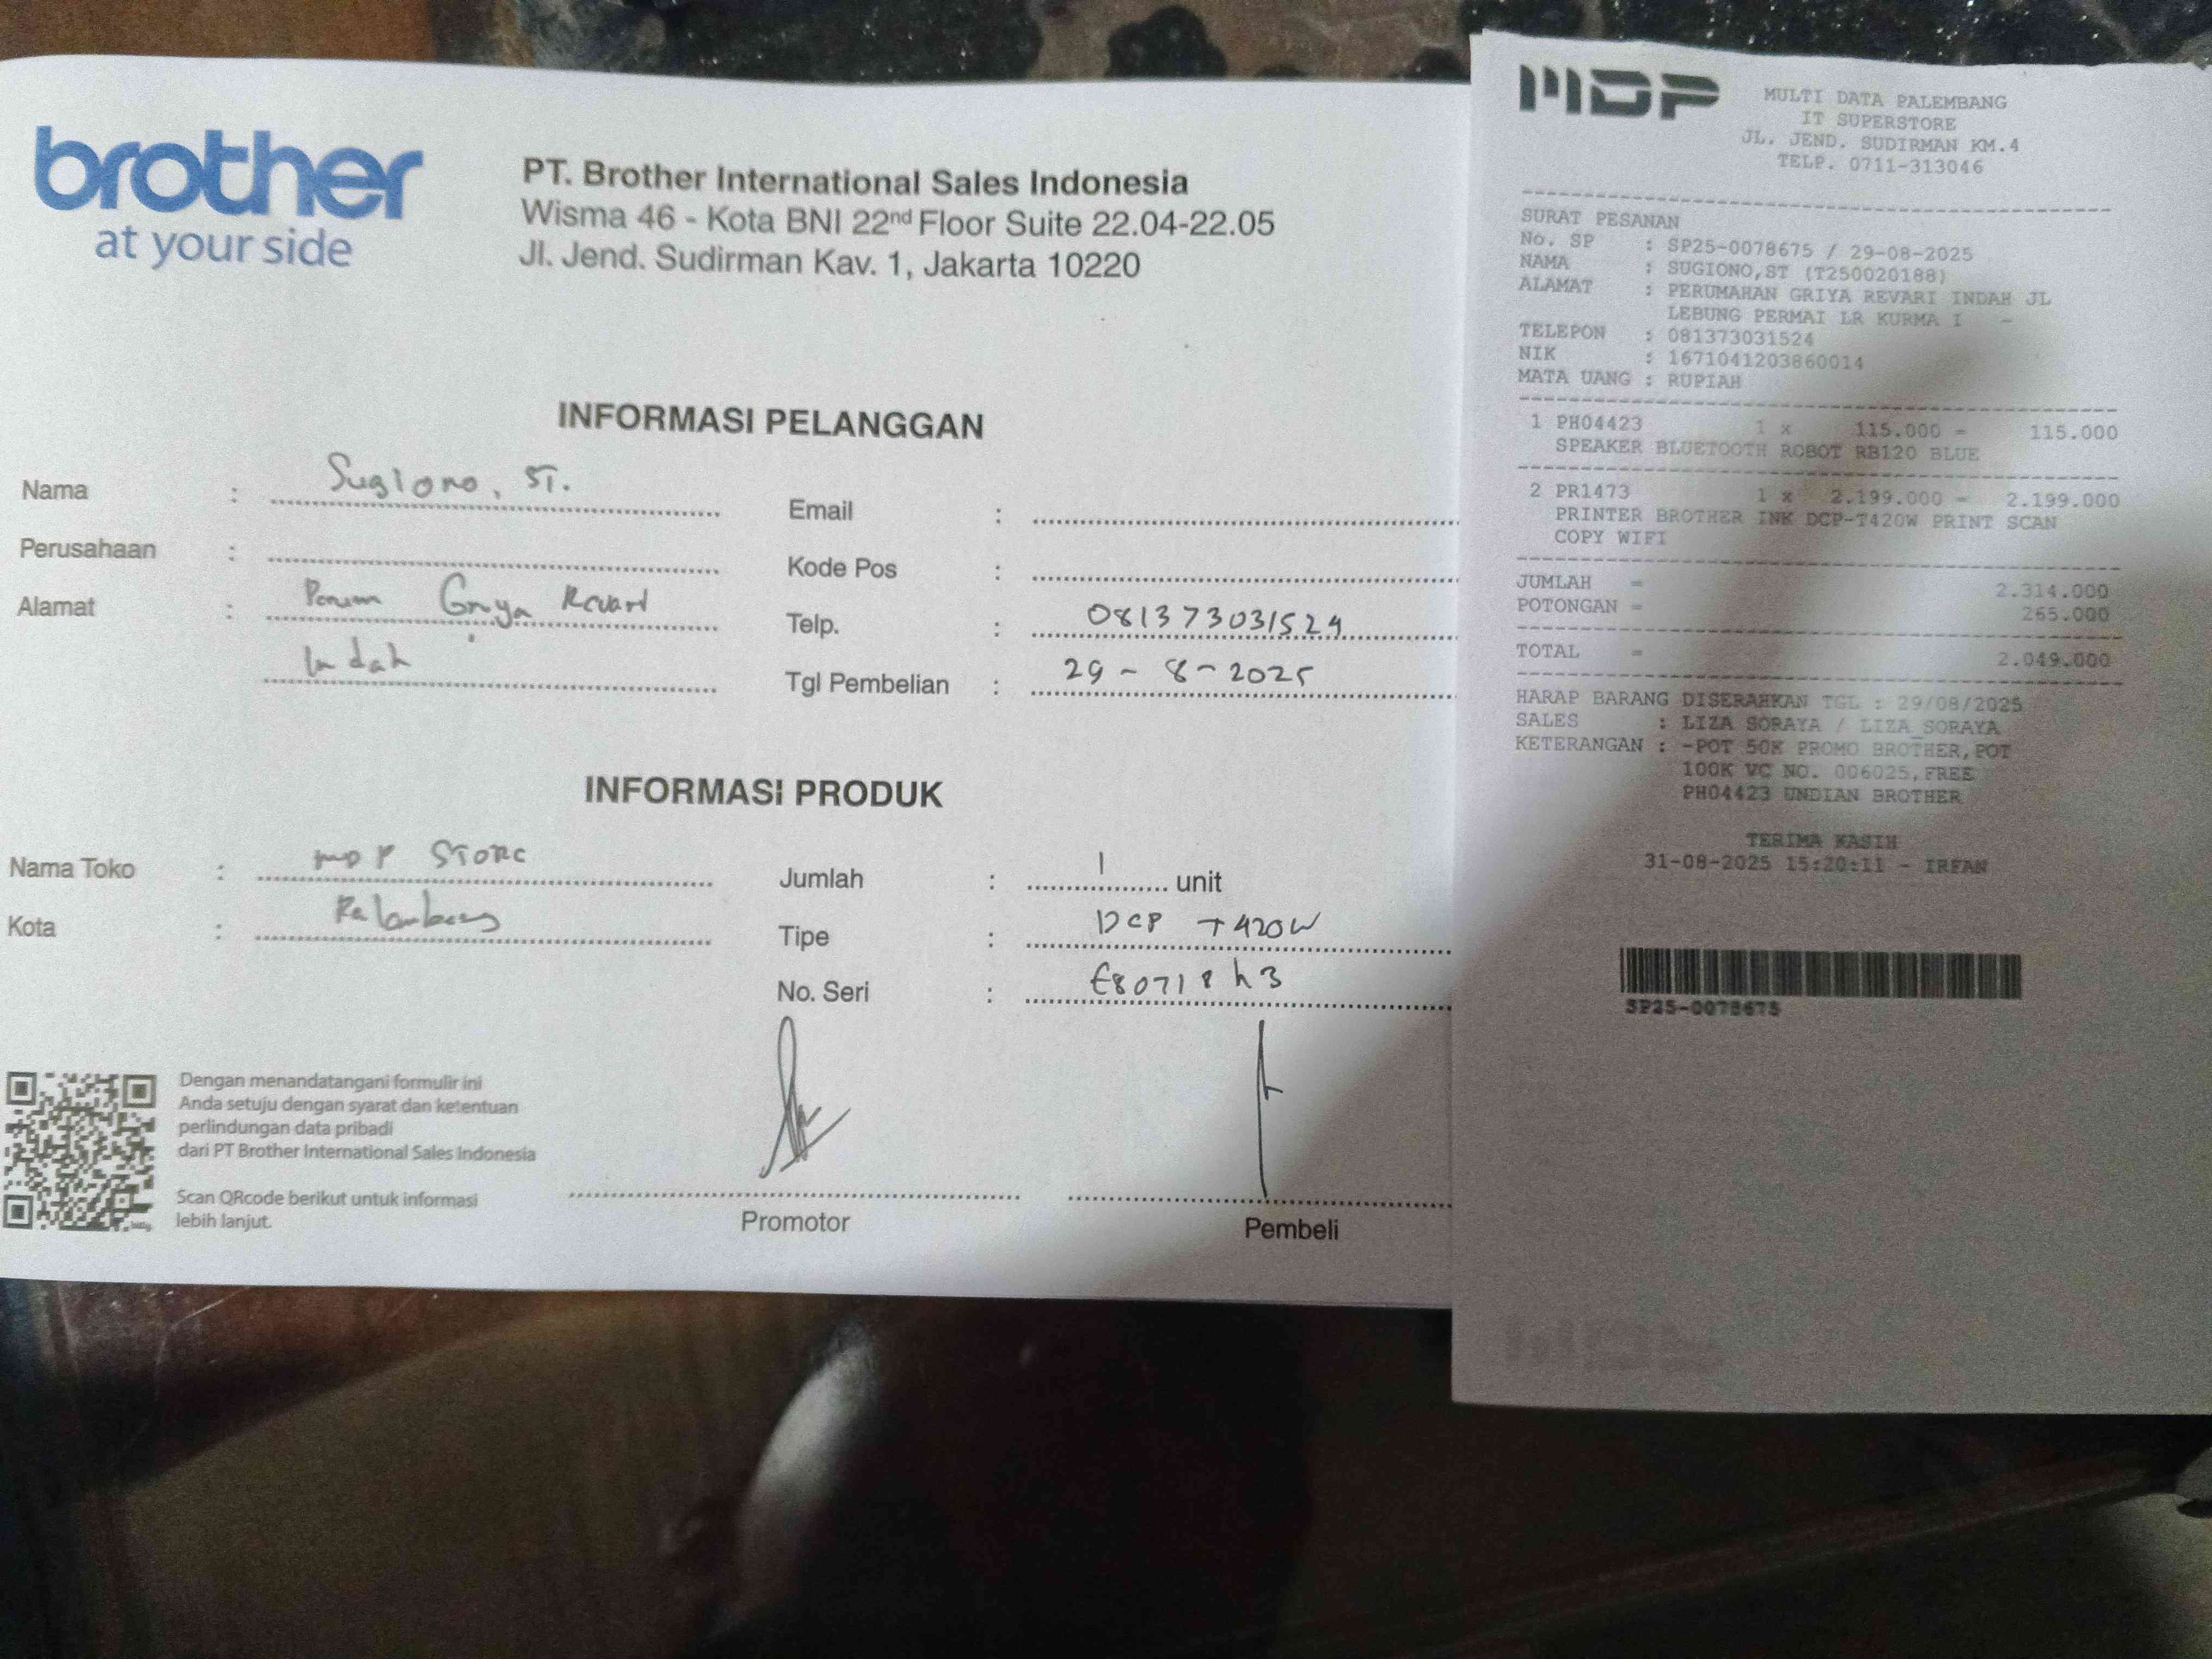 brother
at your side
PT. Brother International Sales Indonesia
Wisma 46 - Kota BNI 22nd Floor Suite 22.04-22.05
Jl. Jend. Sudirman Kav. 1, Jakarta 10220
INFORMASI PELANGGAN
Nama : Sugiono, ST.
Perusahaan :
Alamat : Perum Griya Revari
Indah
Email :
Kode Pos :
Telp. : 081373031524
Tgl Pembelian : 29 - 8 - 2025
INFORMASI PRODUK
Nama Toko : MDP STORE
Kota : Palembang
Jumlah : 1 unit
Tipe : DCP T420W
No. Seri :
Dengan menandatangani formulir ini
Anda setuju dengan syarat dan ketentuan
perlindungan data pribadi
dari PT Brother International Sales Indonesia
Scan QRcode berikut untuk informasi
lebih lanjut.
Promotor
Pembeli
MDP
MULTI DATA PALEMBANG
IT SUPERSTORE
JL. JEND. SUDIRMAN KM.4
TELP. 0711-313046
SURAT PESANAN
No. SP : SP25-0078675 / 29-08-2025
NAMA : SUGIONO,ST (T250020188)
ALAMAT : PERUMAHAN GRIYA REVARI INDAH JL
LEBUNG PERMAI LR KURMA I -
TELEPON : 081373031524
NIK : 1671041203860014
MATA UANG : RUPIAH
1 PH04423 1 x 115.000 = 115.000
SPEAKER BLUETOOTH ROBOT RB120 BLUE
2 PR1473 1 x 2.199.000 = 2.199.000
PRINTER BROTHER INK DCP-T420W PRINT SCAN
COPY WIFI
JUMLAH = 2.314.000
POTONGAN = 265.000
TOTAL = 2.049.000
HARAP BARANG DISERAHKAN TGL : 29/08/2025
SALES : LIZA SORAYA / LIZA_SORAYA
KETERANGAN : -POT 50K PROMO BROTHER,POT
100K VC NO. 006025,FREE
PH04423 UNDIAN BROTHER
TERIMA KASIH
31-08-2025 15:20:11 - IRFAN
SP25-0078675